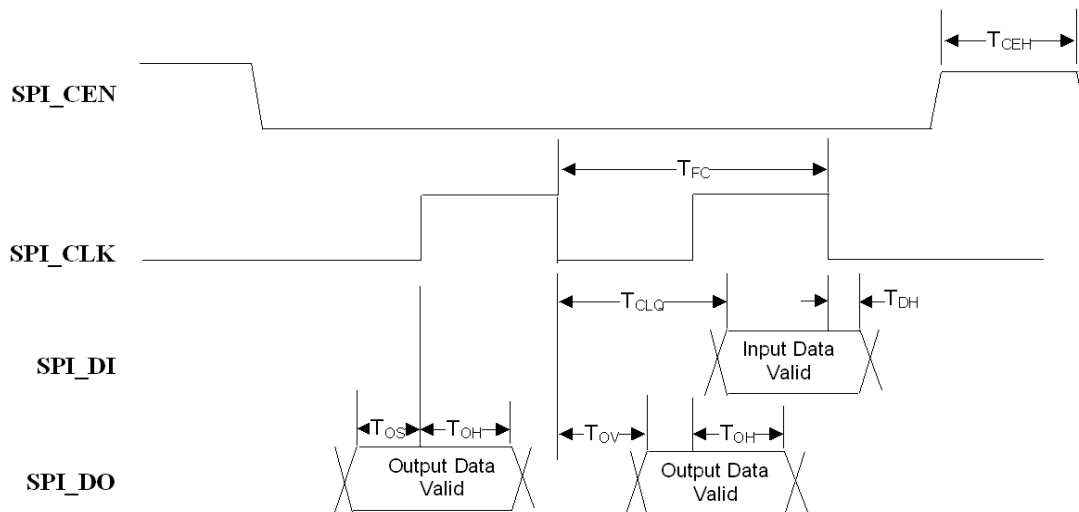 T_CEH
SPI_CEN
T_FC
SPI_CLK
T_CLQ
T_DH
SPI_DI
Input Data
Valid
T_OS
T_OH
T_OV
T_OH
SPI_DO
Output Data
Valid
Output Data
Valid